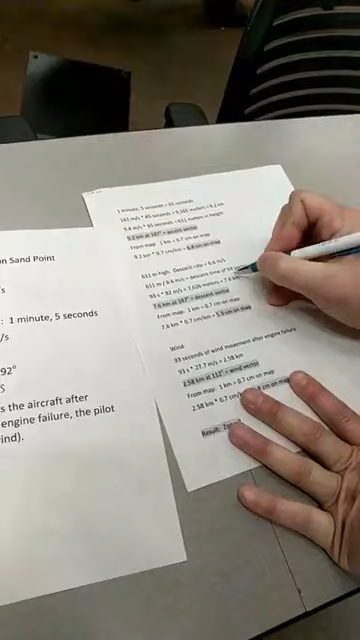 on Sand Point
/s
: 1 minute, 5 seconds
/s
92°
s the aircraft after
engine failure, the pilot
ind).
1 minute, 5 seconds = 65 seconds
141 m/s * 65 seconds = 9,165 meters = 9.2 km
9.4 m/s * 65 seconds = 611 meters in height
9.2 km at 187° = ascent vector
From map: 1 km = 0.7 cm on map
9.2 km * 0.7 cm/km = 6.4 cm on map
611 m high. Descent rate = 6.6 m/s
611 m / 6.6 m/s = descent time of 93
93 s * 82 m/s = 7,626 meters = 7.6 km
7.6 km at 187° = descent vector
From map: 1 km = 0.7 cm on map
7.6 km * 0.7 cm/km = 5.3 cm on map
Wind:
93 seconds of wind movement after engine failure
93 s * 27.7 m/s = 2.58 km
2.58 km at 112° = wind vector
From map: 1 km = 0.7 cm on map
2.58 km * 0.7 cm/ cm on map
Result: